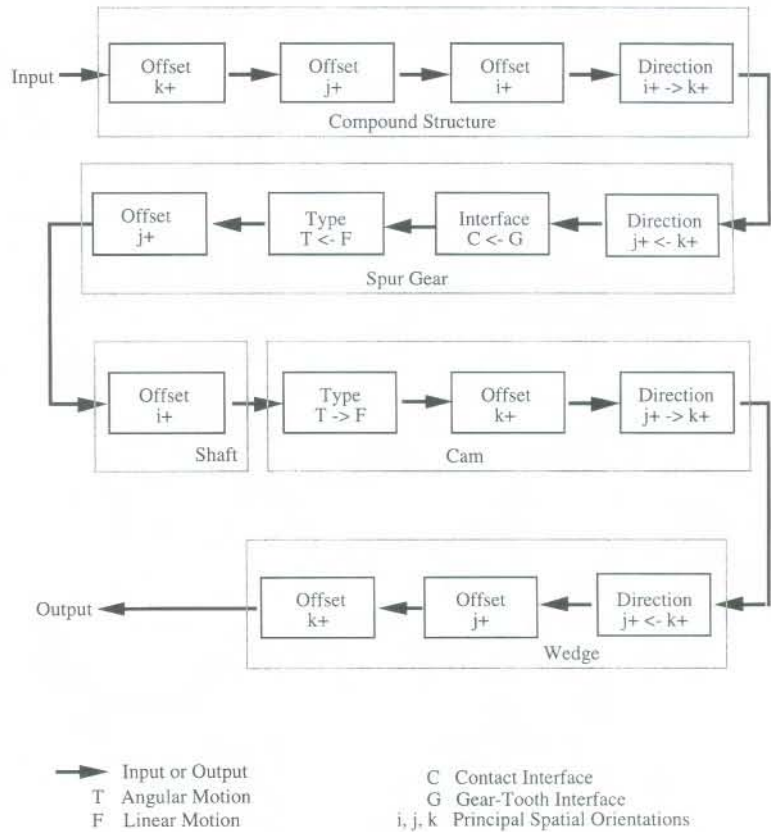 Input
Offset
k+
Offset
j+
Offset
i+
Direction
i+ -> k+
Compound Structure
Offset
j+
Type
T <- F
Interface
C <- G
Direction
j+ <- k+
Spur Gear
Offset
i+
Shaft
Type
T -> F
Offset
k+
Direction
j+ -> k+
Cam
Output
Offset
k+
Offset
j+
Direction
j+ <- k+
Wedge
Input or Output
T Angular Motion
F Linear Motion
C Contact Interface
G Gear-Tooth Interface
i, j, k Principal Spatial Orientations